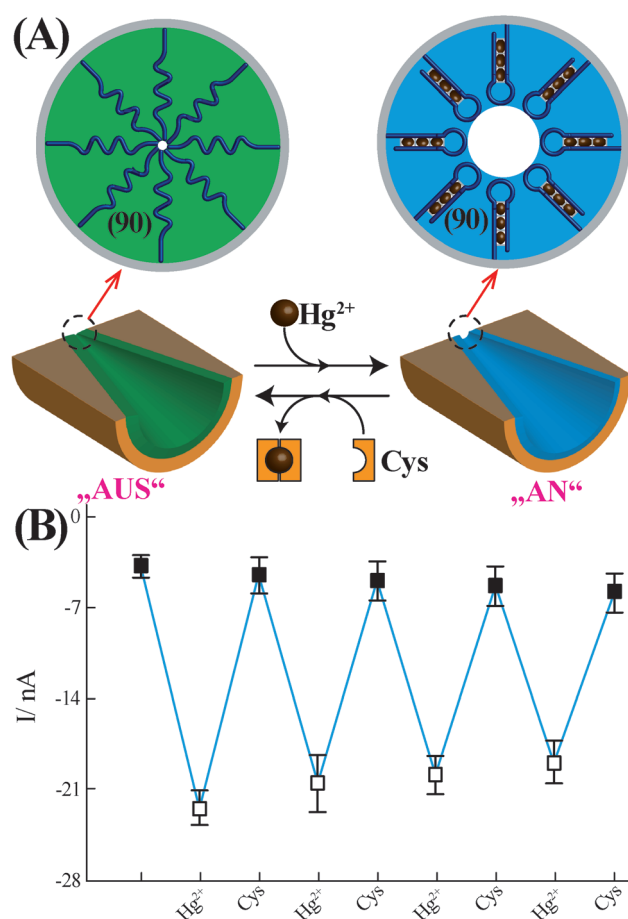 (A)
(90)
(90)
Hg²⁺
Cys
„AUS“
„AN“
(B)
I/ nA
0
-7
-14
-21
-28
Hg²⁺
Cys
Hg²⁺
Cys
Hg²⁺
Cys
Hg²⁺
Cys